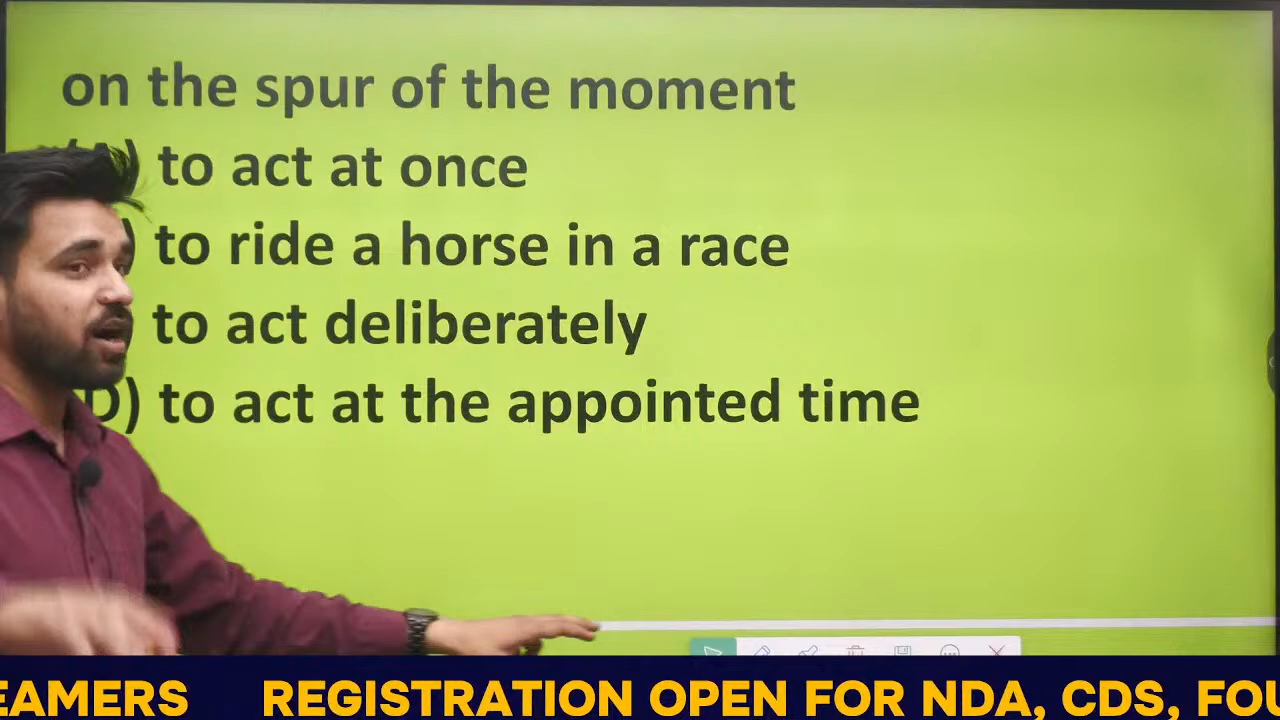 on the spur of the moment
(A) to act at once
) to ride a horse in a race
to act deliberately
D) to act at the appointed time
EAMERS REGISTRATION OPEN FOR NDA, CDS, FOU